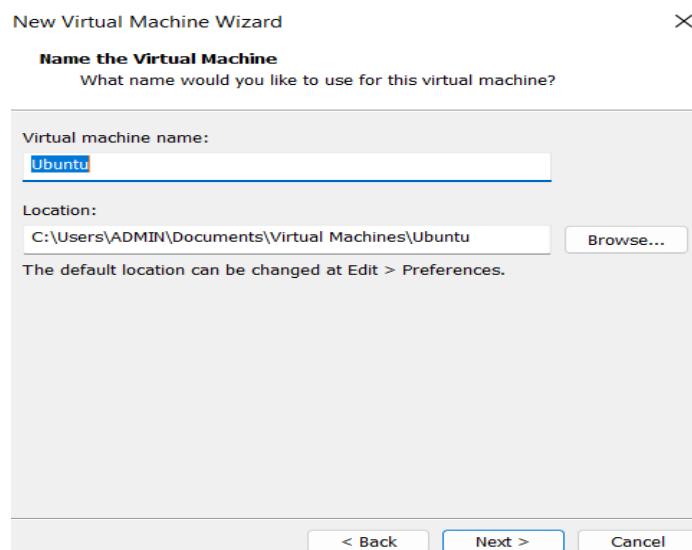 New Virtual Machine Wizard
Name the Virtual Machine
What name would you like to use for this virtual machine?
Virtual machine name:
Ubuntu
Location:
C:\Users\ADMIN\Documents\Virtual Machines\Ubuntu
Browse...
The default location can be changed at Edit > Preferences.
< Back Next > Cancel